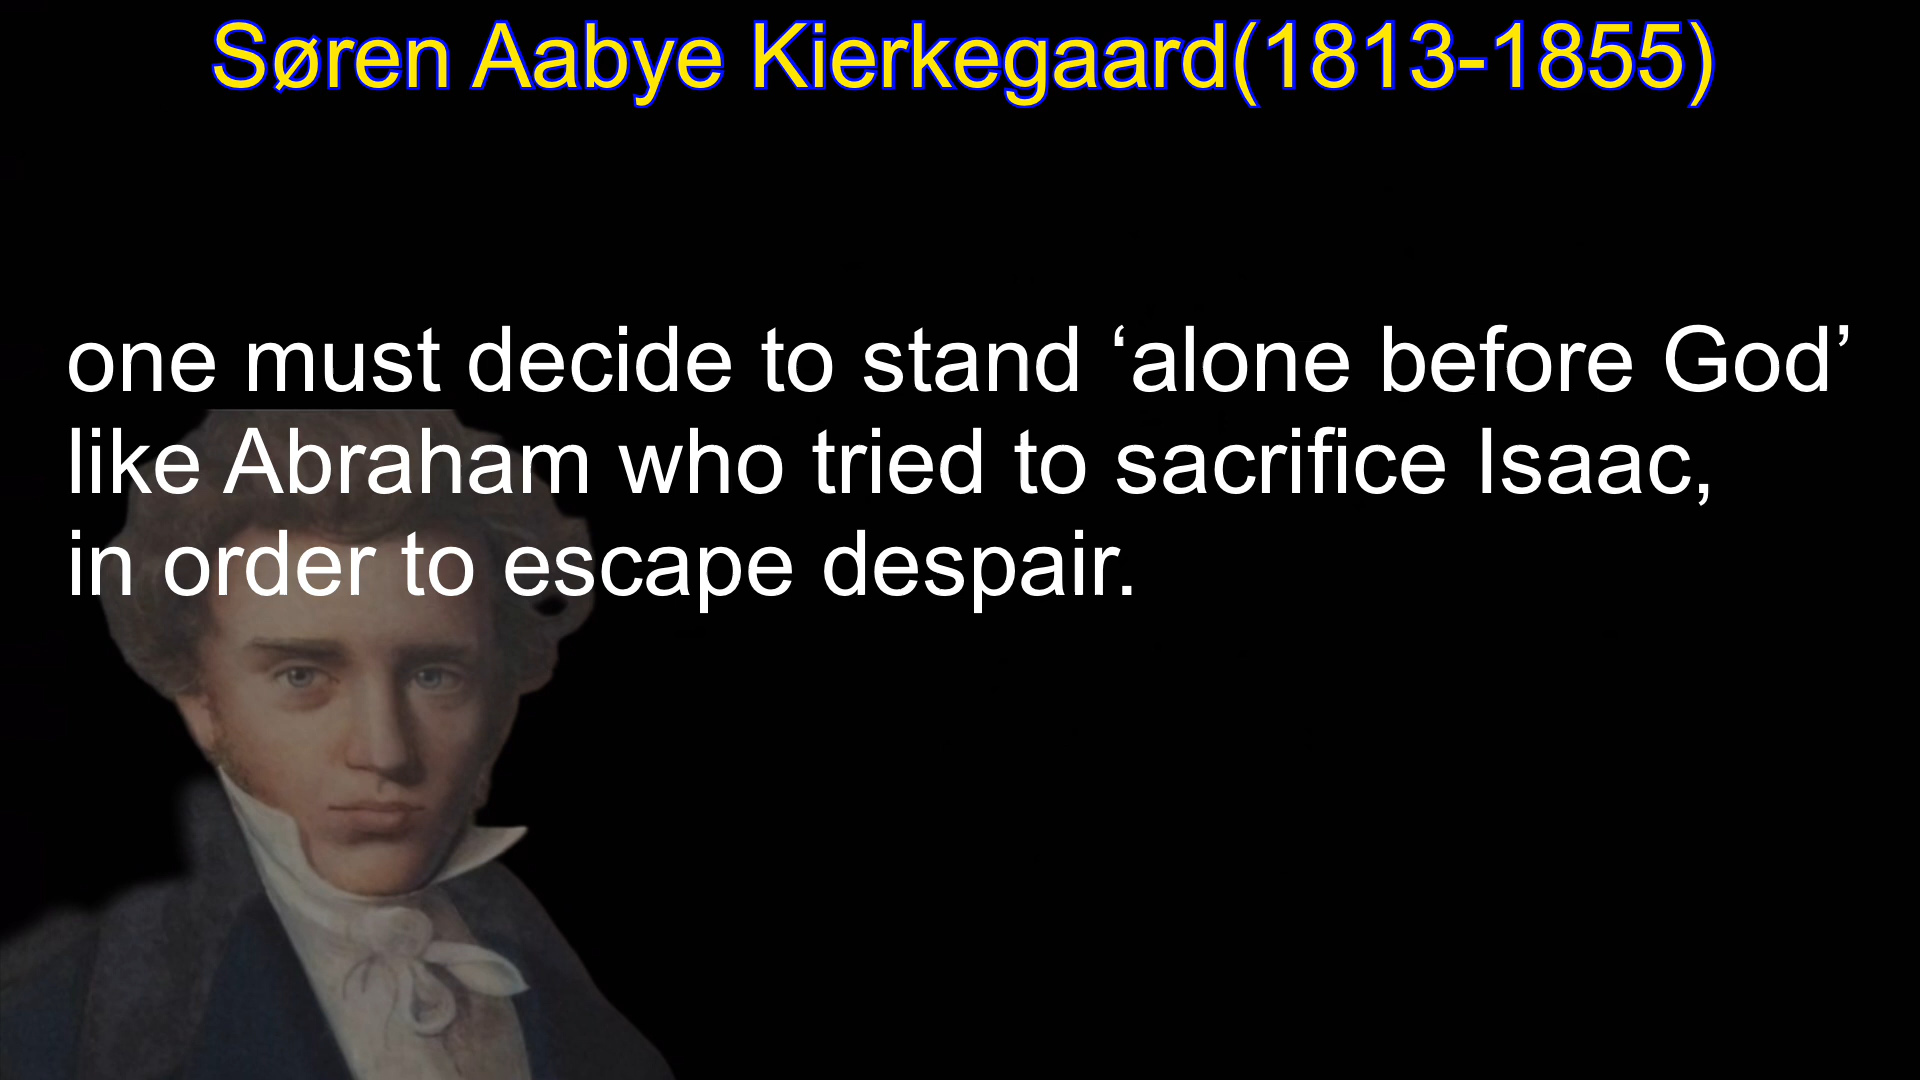 Søren Aabye Kierkegaard(1813-1855)
one must decide to stand ‘alone before God’
like Abraham who tried to sacrifice Isaac,
in order to escape despair.